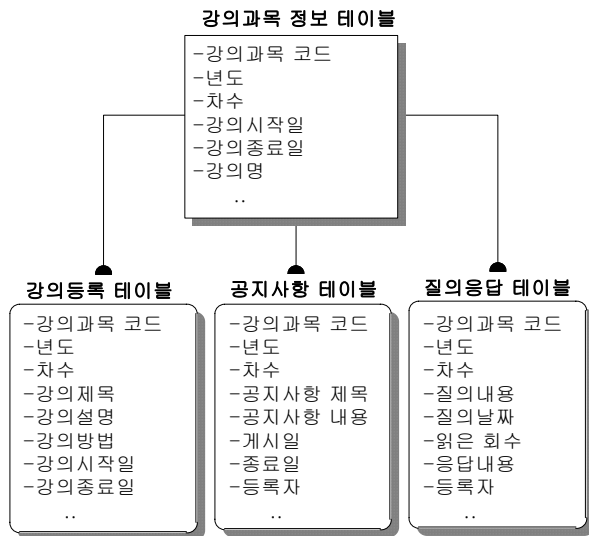 강의과목 정보 테이블
-강의과목 코드
-년도
-차수
-강의시작일
-강의종료일
-강의명
..
강의등록 테이블
-강의과목 코드
-년도
-차수
-강의제목
-강의설명
-강의방법
-강의시작일
-강의종료일
..
공지사항 테이블
-강의과목 코드
-년도
-차수
-공지사항 제목
-공지사항 내용
-게시일
-종료일
-등록자
..
질의응답 테이블
-강의과목 코드
-년도
-차수
-질의내용
-질의날짜
-읽은 회수
-응답내용
-등록자
..